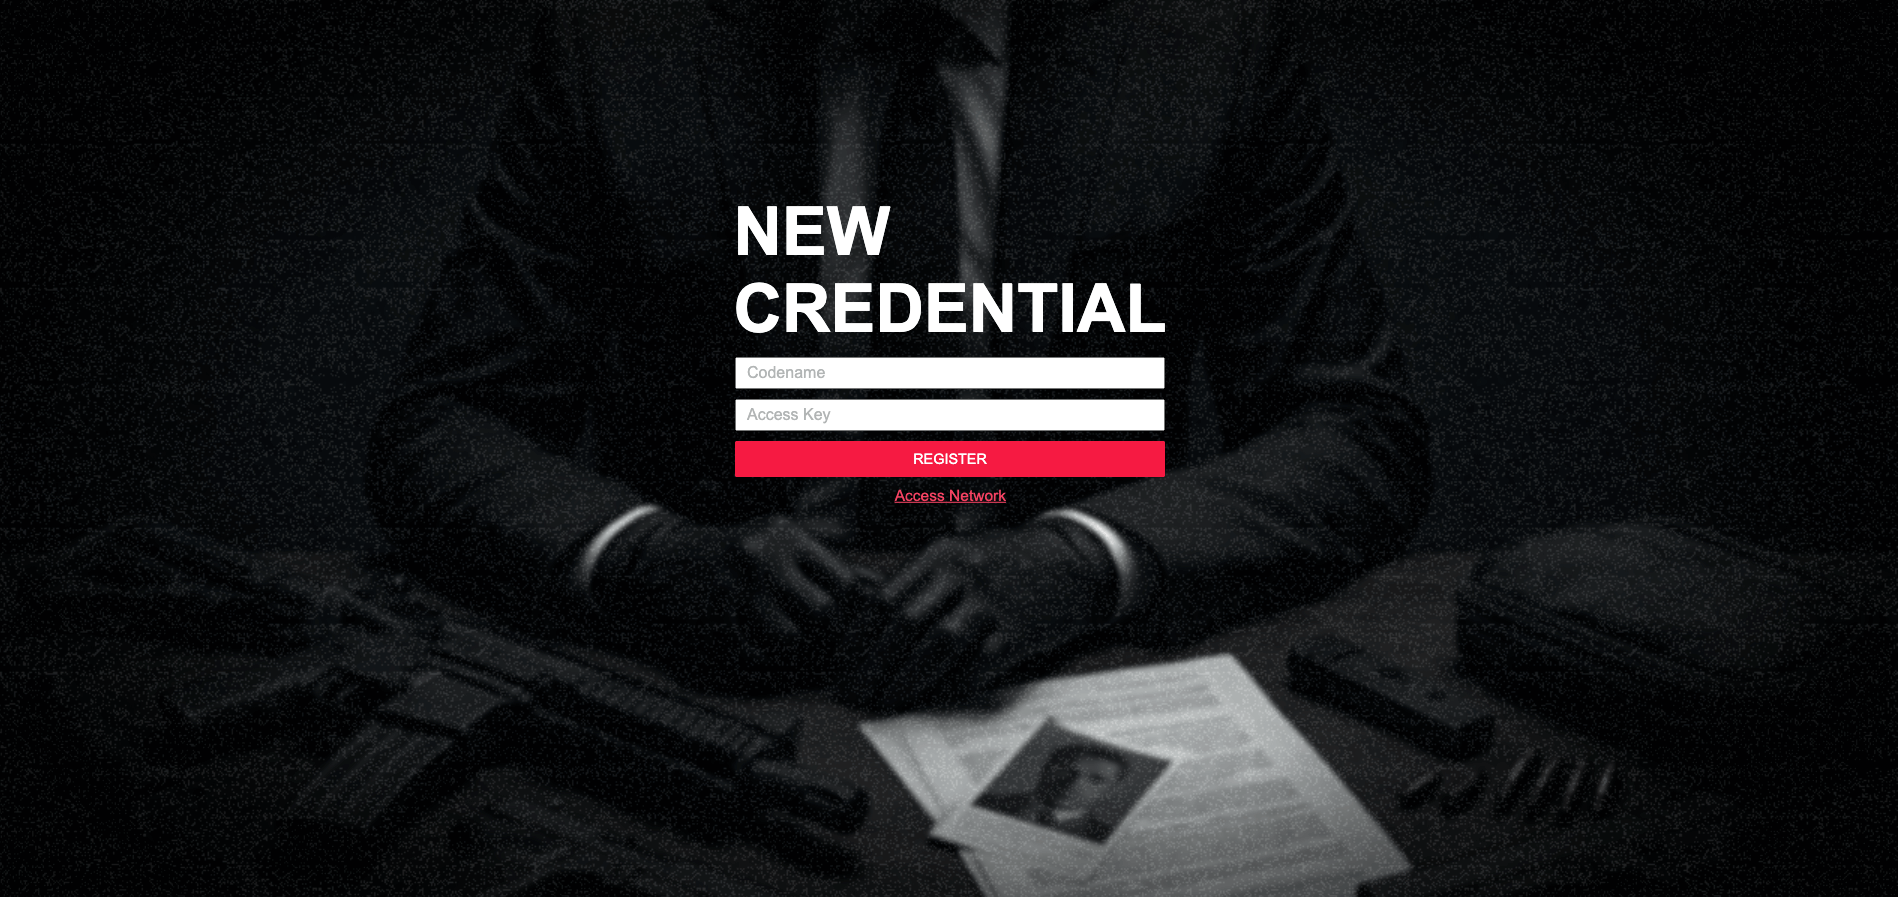 NEW
CREDENTIAL
Codename
Access Key
REGISTER
Access Network